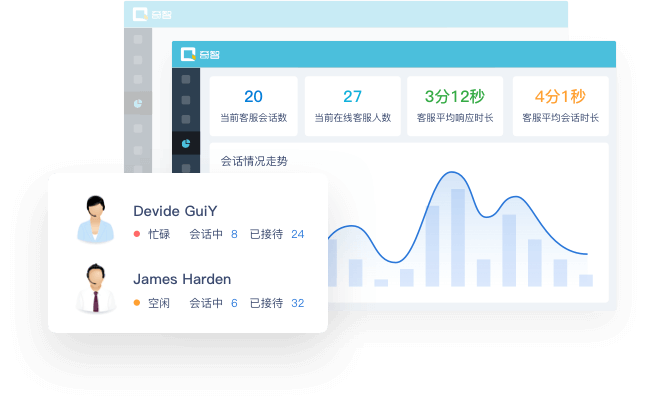 奇智
奇智
20
27
3分12秒
4分1秒
当前客服会话数
当前在线客服人数
客服平均响应时长
客服平均会话时长
会话情况走势
Devide GuiY
忙碌 会话中 8 已接待 24
James Harden
空闲 会话中 6 已接待 32